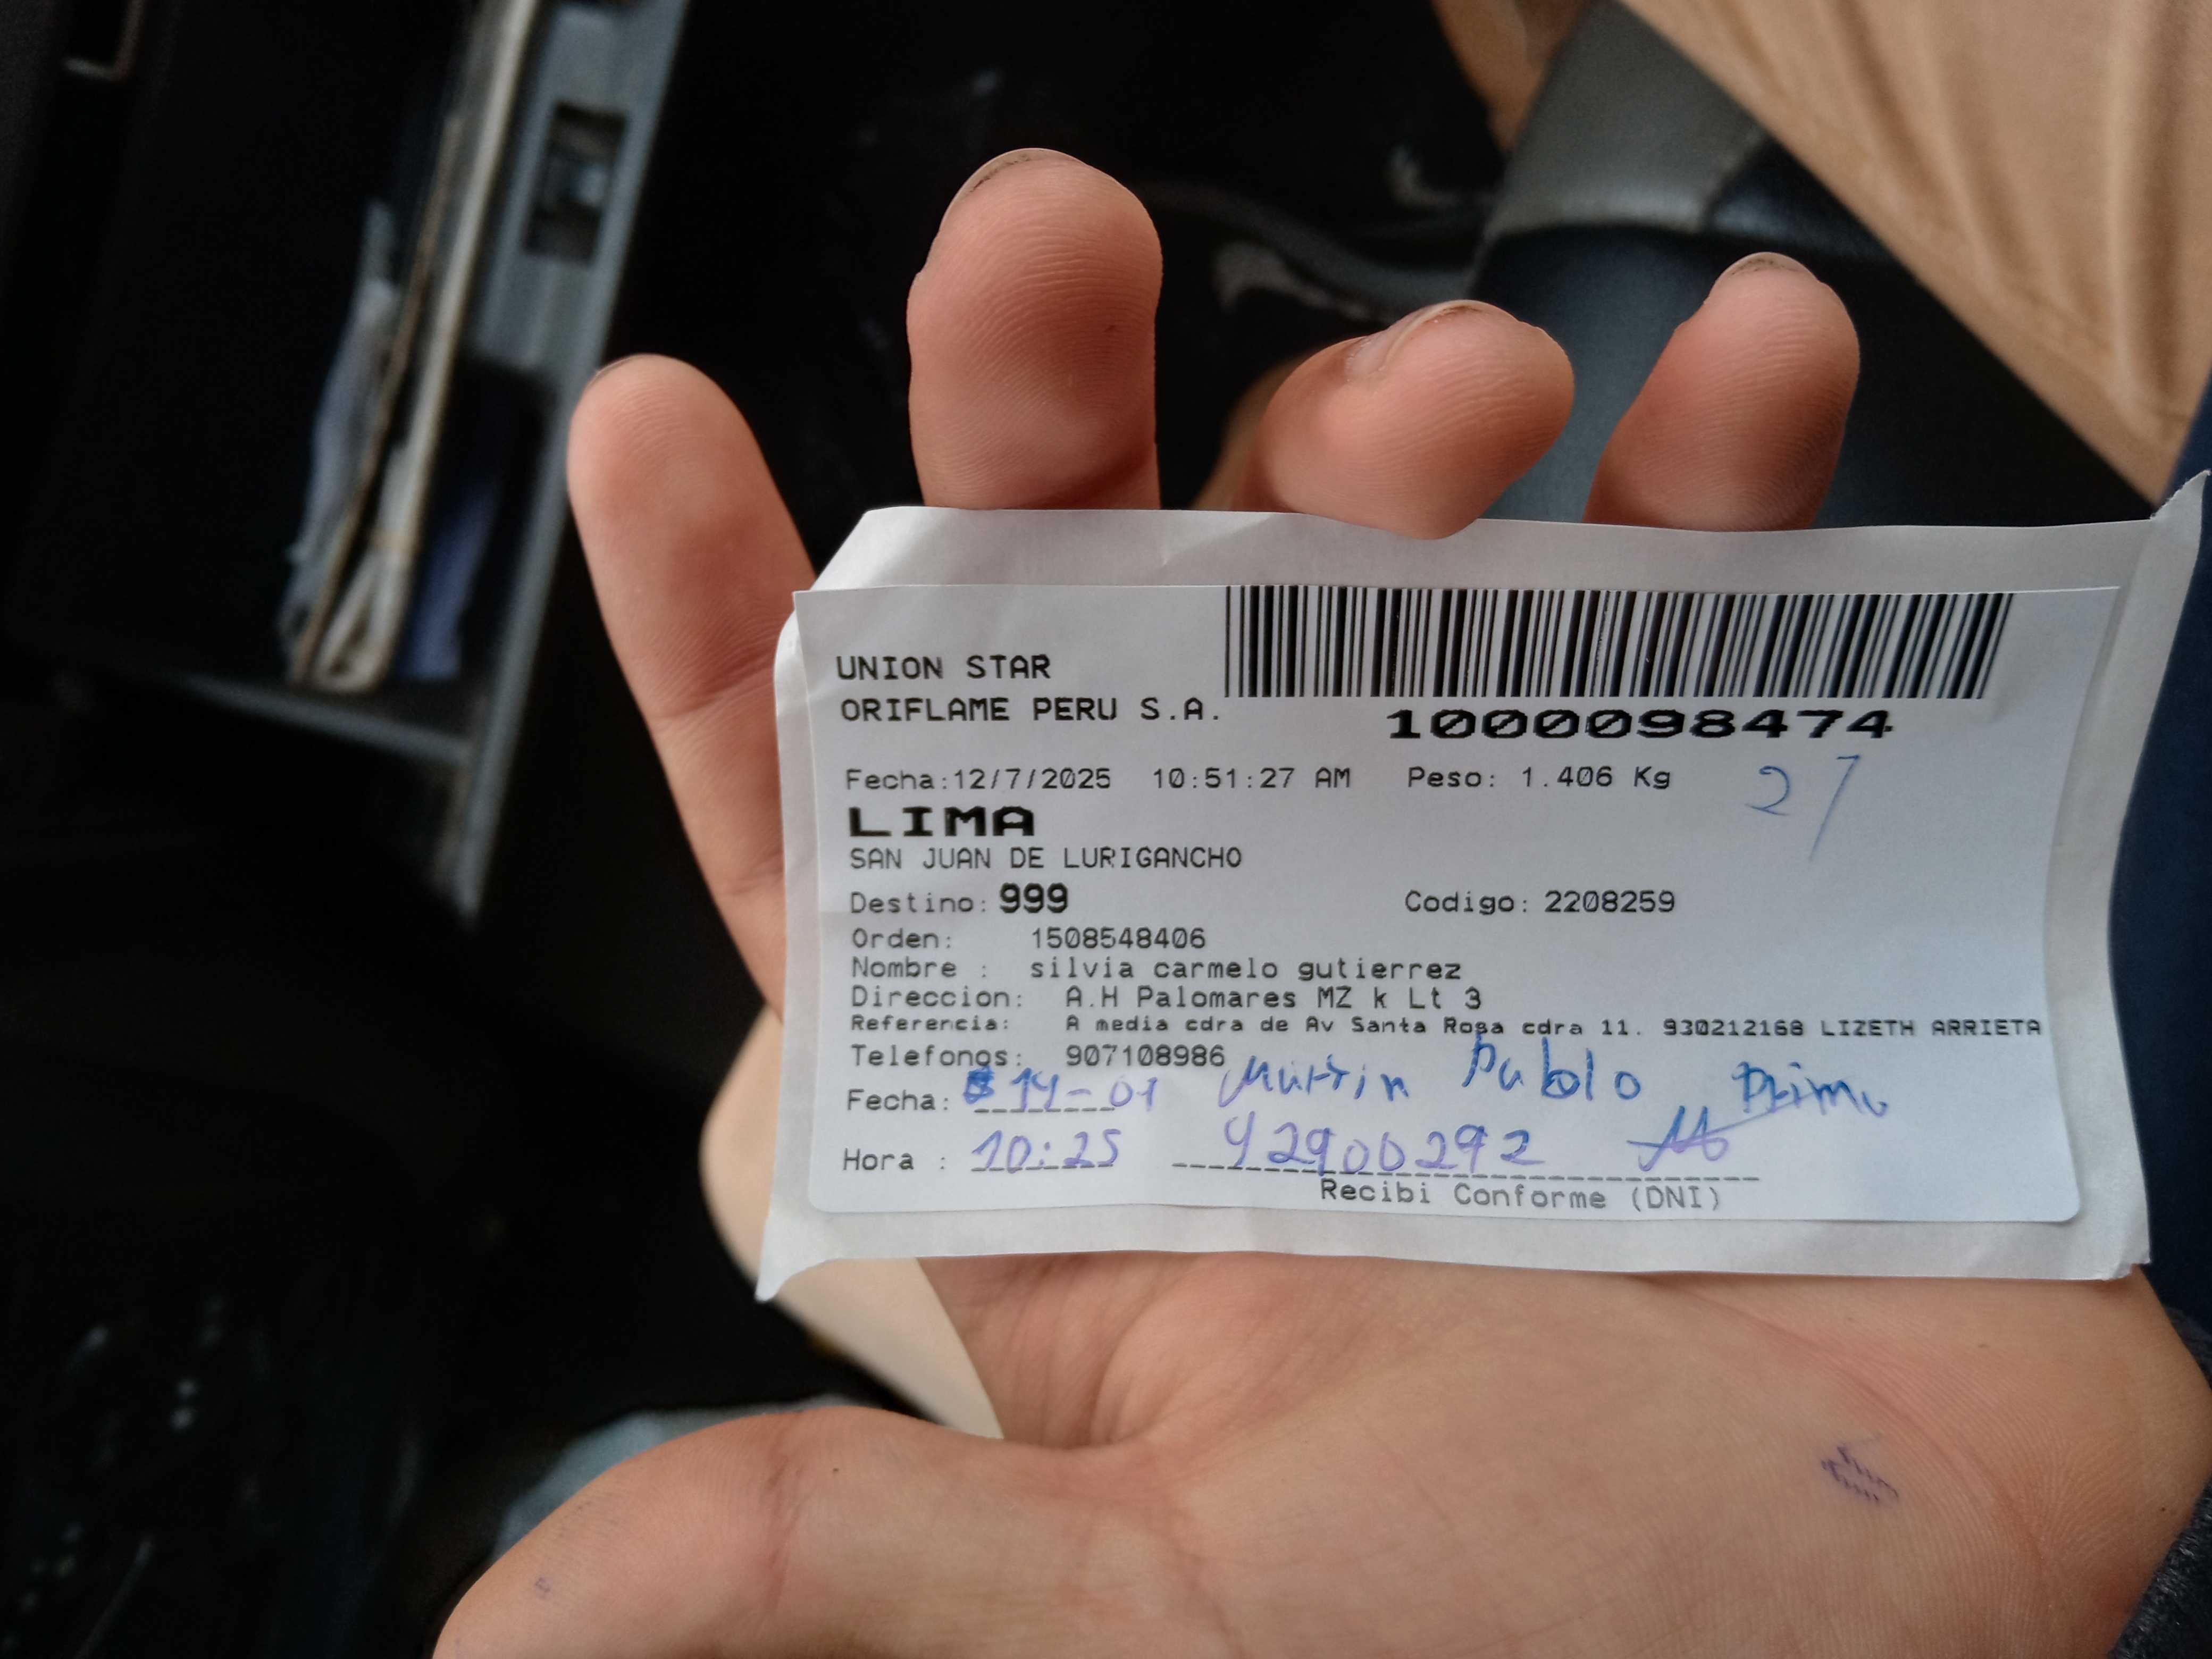 UNION STAR
ORIFLAME PERU S.A.
1000098474
Fecha:12/7/2025 10:51:27 AM Peso: 1.406 Kg 27
LIMA
SAN JUAN DE LURIGANCHO
Destino: 999 Codigo: 2208259
Orden: 1508548406
Nombre : silvia carmelo gutierrez
Direccion: A.H Palomares MZ k Lt 3
Referencia: A media cdra de Av Santa Rosa cdra 11. 930212168 LIZETH ARRIETA
Telefonos: 907108986
Fecha: 14-01 Martin Pablo Primo
Hora : 10:25 42900292
Recibi Conforme (DNI)